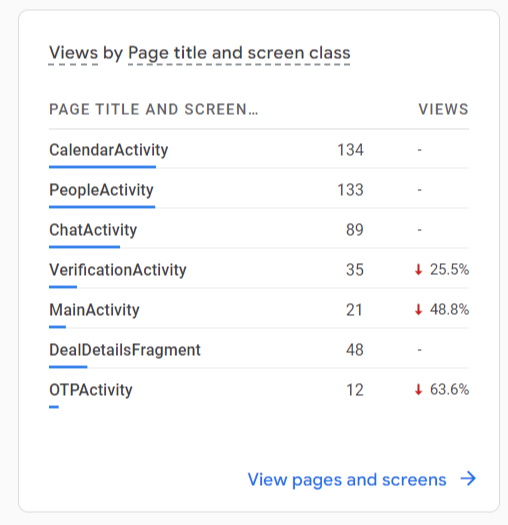 Views by Page title and screen class
PAGE TITLE AND SCREEN… VIEWS
CalendarActivity 134 -
PeopleActivity 133 -
ChatActivity 89 -
VerificationActivity 35 ↓ 25.5%
MainActivity 21 ↓ 48.8%
DealDetailsFragment 48 -
OTPActivity 12 ↓ 63.6%
View pages and screens →